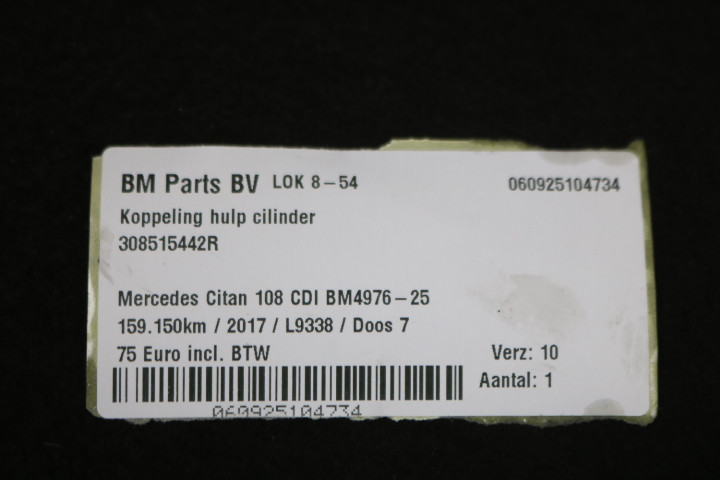 BM Parts BV LOK 8-54 060925104734
Koppeling hulp cilinder
308515442R
Mercedes Citan 108 CDI BM4976-25
159.150km / 2017 / L9338 / Doos 7
75 Euro incl. BTW Verz: 10
Aantal: 1
060925104734